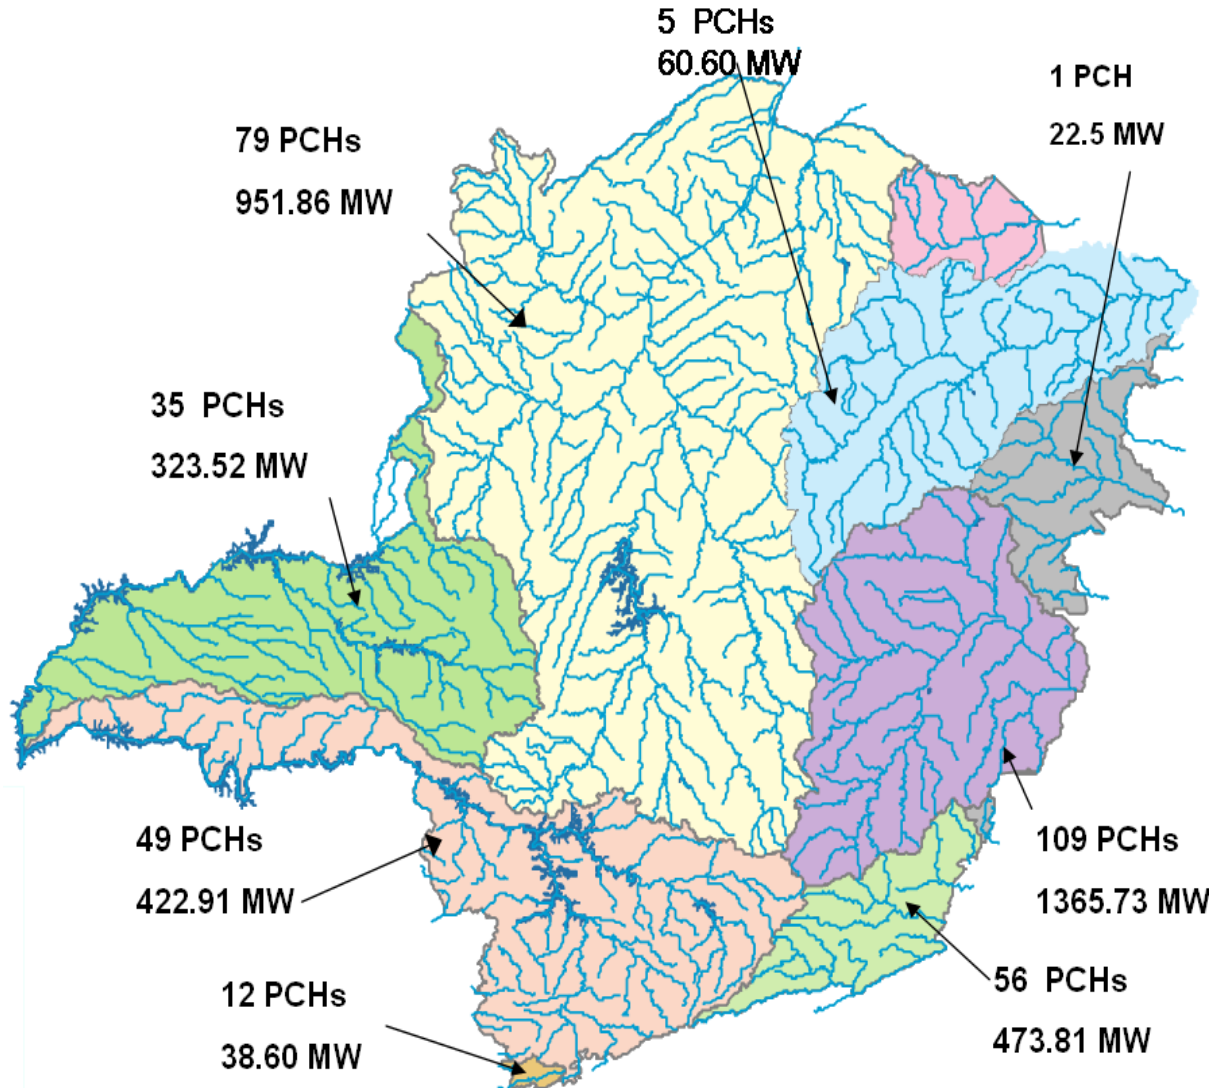 5 PCHs
60.60 MW
1 PCH
22.5 MW
79 PCHs
951.86 MW
35 PCHs
323.52 MW
49 PCHs
422.91 MW
109 PCHs
1365.73 MW
12 PCHs
38.60 MW
56 PCHs
473.81 MW